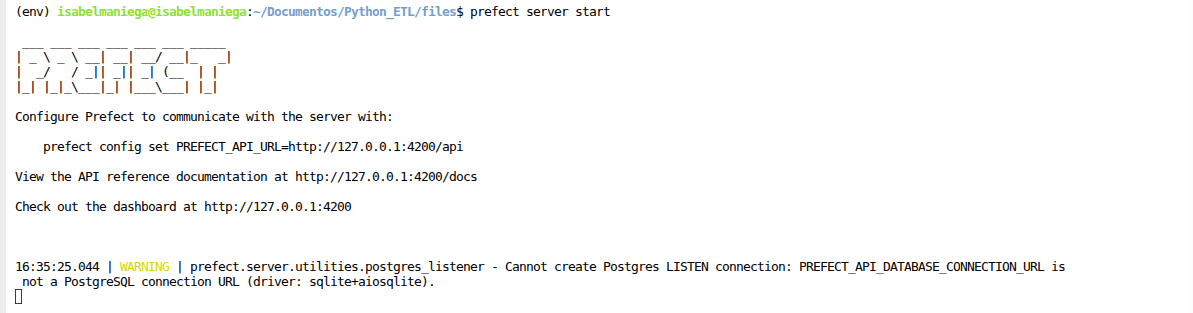 (env) isabelmaniega@isabelmaniega:~/Documentos/Python_ETL/files$ prefect server start
 ___ ___ ___ ___ ___ ___ _____
| _ \ _ \ __| __| __/ __|_   _|
|  _/   / _|| _|| _| (__  | |
|_| |_|_\___|_| |___\___| |_|
Configure Prefect to communicate with the server with:
    prefect config set PREFECT_API_URL=http://127.0.0.1:4200/api
View the API reference documentation at http://127.0.0.1:4200/docs
Check out the dashboard at http://127.0.0.1:4200
16:35:25.044 | WARNING | prefect.server.utilities.postgres_listener - Cannot create Postgres LISTEN connection: PREFECT_API_DATABASE_CONNECTION_URL is
 not a PostgreSQL connection URL (driver: sqlite+aiosqlite).